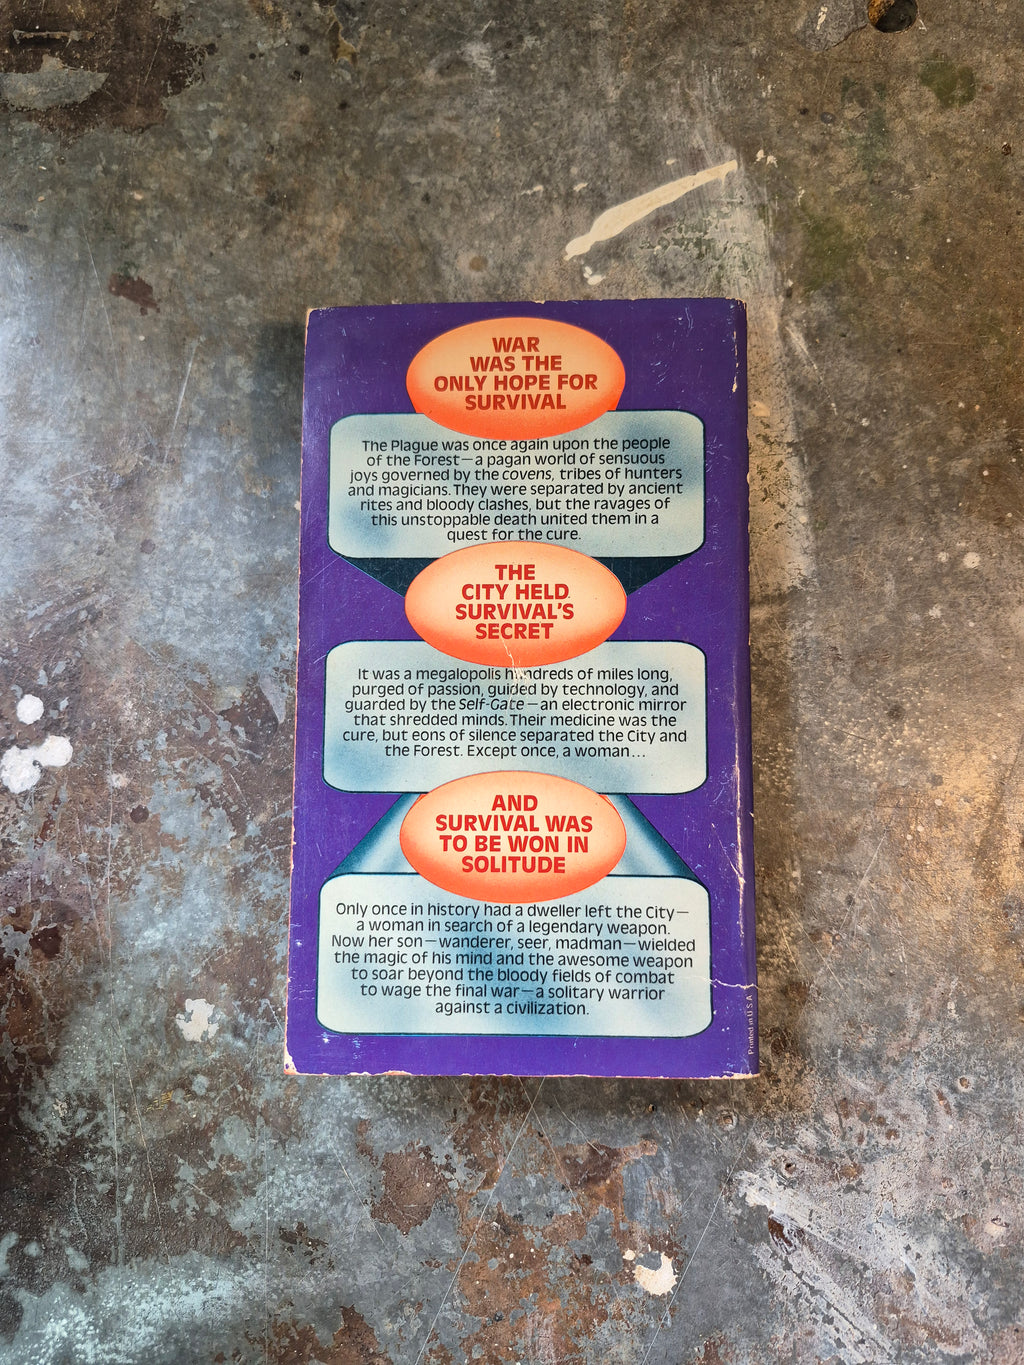 WAR
WAS THE
ONLY HOPE FOR
SURVIVAL
The Plague was once again upon the people
of the Forest—a pagan world of sensuous
joys governed by the covens, tribes of hunters
and magicians. They were separated by ancient
rites and bloody clashes, but the ravages of
this unstoppable death united them in a
quest for the cure.
THE
CITY HELD
SURVIVAL'S
SECRET
It was a megalopolis hundreds of miles long,
purged of passion, guided by technology, and
guarded by the Self-Gate—an electronic mirror
that shredded minds. Their medicine was the
cure, but eons of silence separated the City and
the Forest. Except once, a woman...
AND
SURVIVAL WAS
TO BE WON IN
SOLITUDE
Only once in history had a dweller left the City—
a woman in search of a legendary weapon.
Now her son—wanderer, seer, madman—wielded
the magic of his mind and the awesome weapon
to soar beyond the bloody fields of combat
to wage the final war—a solitary warrior
against a civilization.
Printed in U.S.A.